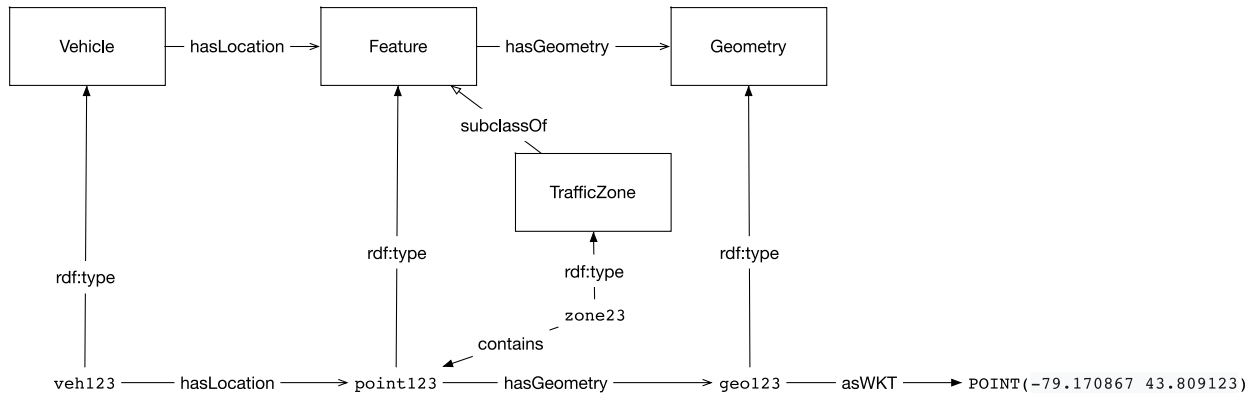 Vehicle hasLocation Feature hasGeometry Geometry
subclassOf
TrafficZone
rdf:type rdf:type rdf:type
rdf:type
zone23
contains
veh123 hasLocation point123 hasGeometry geo123 asWKT POINT(-79.170867 43.809123)